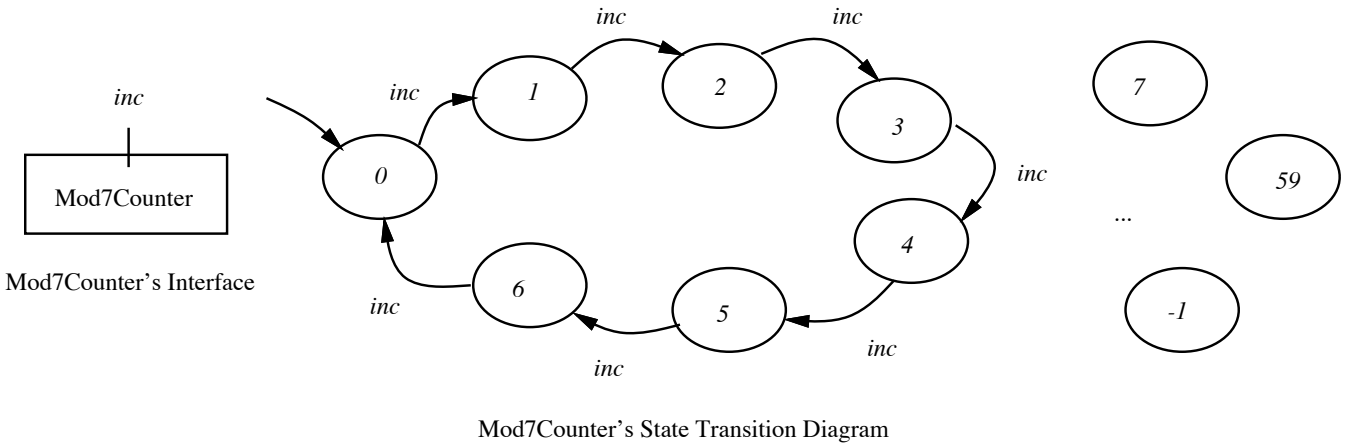 inc
inc
inc
1
2
7
inc
inc
3
0
inc
59
Mod7Counter
...
4
Mod7Counter’s Interface
6
5
-1
inc
inc
inc
Mod7Counter’s State Transition Diagram